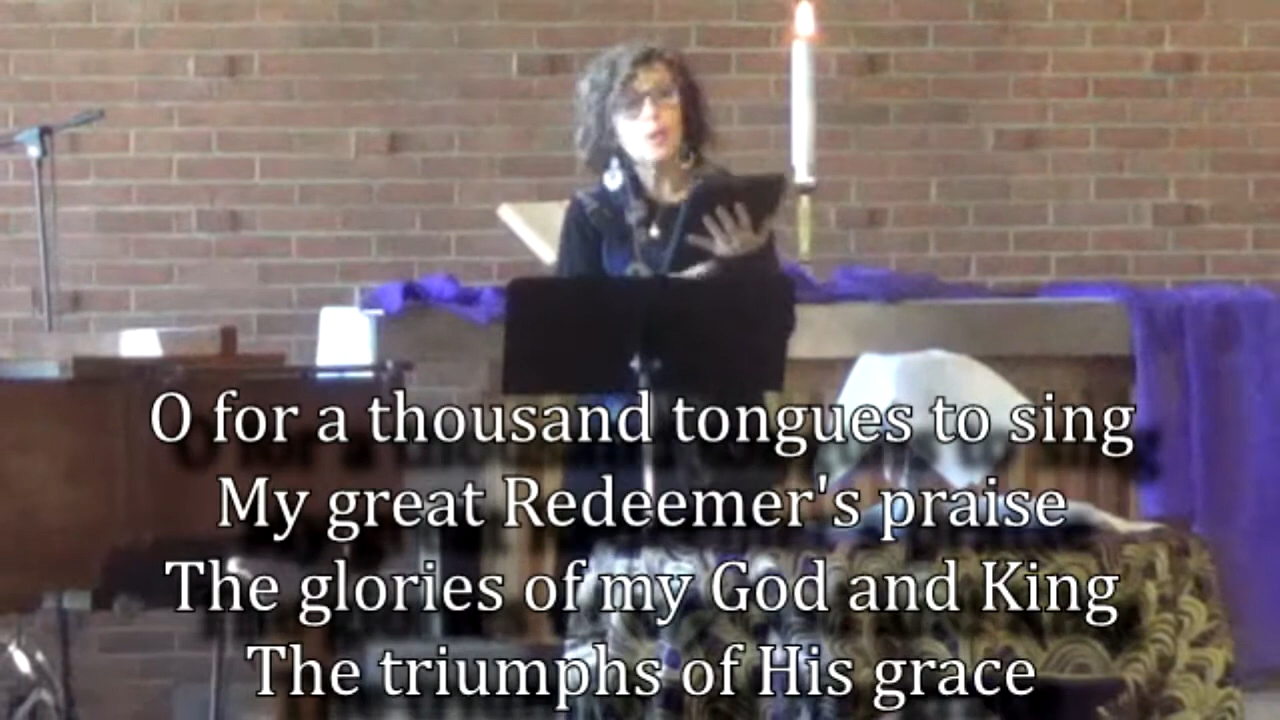 O for a thousand tongues to sing
My great Redeemer's praise
The glories of my God and King
The triumphs of His grace